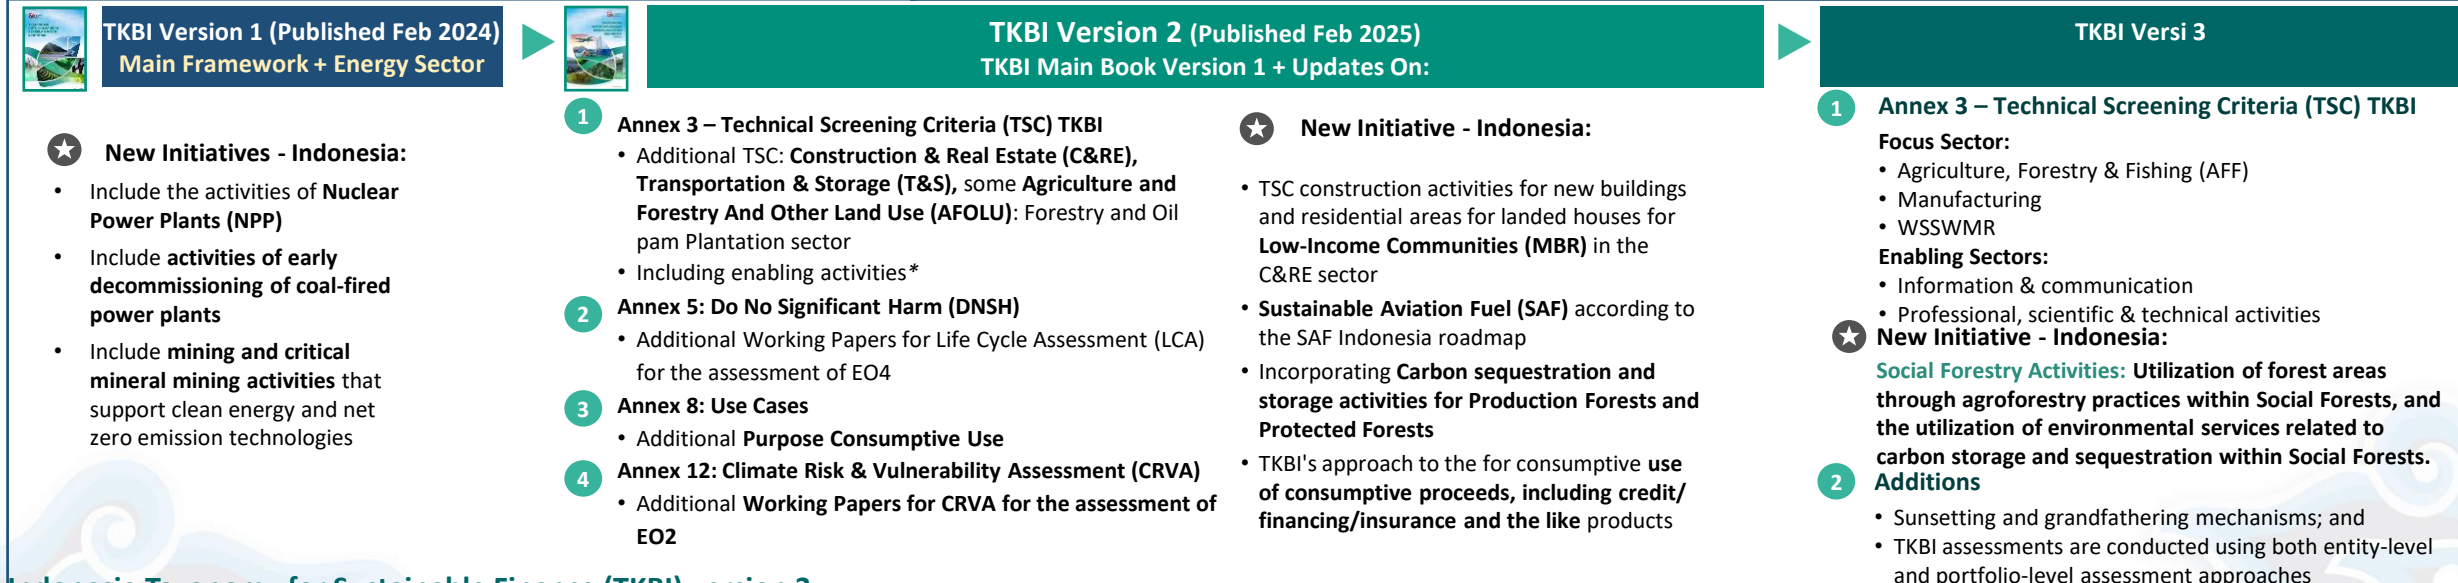 TKBI Version 1 (Published Feb 2024)
Main Framework + Energy Sector
New Initiatives - Indonesia:
• Include the activities of Nuclear
Power Plants (NPP)
• Include activities of early
decommissioning of coal-fired
power plants
• Include mining and critical
mineral mining activities that
support clean energy and net
zero emission technologies
TKBI Version 2 (Published Feb 2025)
TKBI Main Book Version 1 + Updates On:
1 Annex 3 – Technical Screening Criteria (TSC) TKBI
• Additional TSC: Construction & Real Estate (C&RE),
Transportation & Storage (T&S), some Agriculture and
Forestry And Other Land Use (AFOLU): Forestry and Oil
pam Plantation sector
• Including enabling activities*
2 Annex 5: Do No Significant Harm (DNSH)
• Additional Working Papers for Life Cycle Assessment (LCA)
for the assessment of EO4
3 Annex 8: Use Cases
• Additional Purpose Consumptive Use
4 Annex 12: Climate Risk & Vulnerability Assessment (CRVA)
• Additional Working Papers for CRVA for the assessment of
EO2
New Initiative - Indonesia:
• TSC construction activities for new buildings
and residential areas for landed houses for
Low-Income Communities (MBR) in the
C&RE sector
• Sustainable Aviation Fuel (SAF) according to
the SAF Indonesia roadmap
• Incorporating Carbon sequestration and
storage activities for Production Forests and
Protected Forests
• TKBI's approach to the for consumptive use
of consumptive proceeds, including credit/
financing/insurance and the like products
TKBI Versi 3
1 Annex 3 – Technical Screening Criteria (TSC) TKBI
Focus Sector:
• Agriculture, Forestry & Fishing (AFF)
• Manufacturing
• WSSWMR
Enabling Sectors:
• Information & communication
• Professional, scientific & technical activities
New Initiative - Indonesia:
Social Forestry Activities: Utilization of forest areas
through agroforestry practices within Social Forests, and
the utilization of environmental services related to
carbon storage and sequestration within Social Forests.
2 Additions
• Sunsetting and grandfathering mechanisms; and
• TKBI assessments are conducted using both entity-level
and portfolio-level assessment approaches
Indonesia Taxonomy for Sustainable Finance (TKBI) version